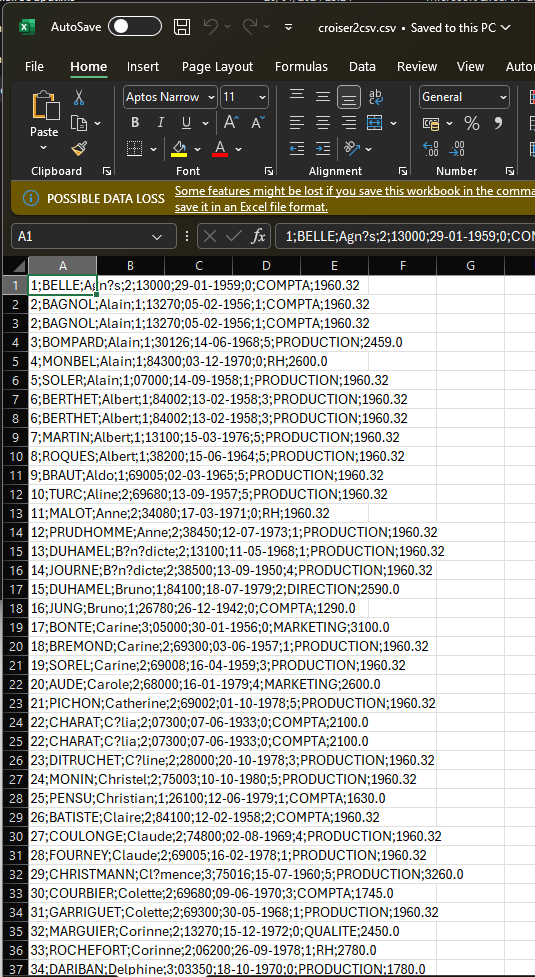 AutoSave
croiser2csv.csv • Saved to this PC
File Home Insert Page Layout Formulas Data Review View Auto
Paste
Aptos Narrow 11
General
B I U
Clipboard Font Alignment Number
POSSIBLE DATA LOSS Some features might be lost if you save this workbook in the comma
save it in an Excel file format.
A1 fx 1;BELLE;Agn?s;2;13000;29-01-1959;0;CO
A B C D E F G
1 1;BELLE;Agn?s;2;13000;29-01-1959;0;COMPTA;1960.32
2 2;BAGNOL;Alain;1;13270;05-02-1956;1;COMPTA;1960.32
3 2;BAGNOL;Alain;1;13270;05-02-1956;1;COMPTA;1960.32
4 3;BOMPARD;Alain;1;30126;14-06-1968;5;PRODUCTION;2459.0
5 4;MONBEL;Alain;1;84300;03-12-1970;0;RH;2600.0
6 5;SOLER;Alain;1;07000;14-09-1958;1;PRODUCTION;1960.32
7 6;BERTHET;Albert;1;84002;13-02-1958;3;PRODUCTION;1960.32
8 6;BERTHET;Albert;1;84002;13-02-1958;3;PRODUCTION;1960.32
9 7;MARTIN;Albert;1;13100;15-03-1976;5;PRODUCTION;1960.32
10 8;ROQUES;Albert;1;38200;15-06-1964;5;PRODUCTION;1960.32
11 9;BRAUT;Aldo;1;69005;02-03-1965;5;PRODUCTION;1960.32
12 10;TURC;Aline;2;69680;13-09-1957;5;PRODUCTION;1960.32
13 11;MALOT;Anne;2;34080;17-03-1971;0;RH;1960.32
14 12;PRUDHOMME;Anne;2;38450;12-07-1973;1;PRODUCTION;1960.32
15 13;DUHAMEL;B?n?dicte;2;13100;11-05-1968;1;PRODUCTION;1960.32
16 14;JOURNE;B?n?dicte;2;38500;13-09-1950;4;PRODUCTION;1960.32
17 15;DUHAMEL;Bruno;1;84100;18-07-1979;2;DIRECTION;2590.0
18 16;JUNG;Bruno;1;26780;26-12-1942;0;COMPTA;1290.0
19 17;BONTE;Carine;3;05000;30-01-1956;0;MARKETING;3100.0
20 18;BREMOND;Carine;2;69300;03-06-1957;1;PRODUCTION;1960.32
21 19;SOREL;Carine;2;69008;16-04-1959;3;PRODUCTION;1960.32
22 20;AUDE;Carole;2;68000;16-01-1979;4;MARKETING;2600.0
23 21;PICHON;Catherine;2;69002;01-10-1978;5;PRODUCTION;1960.32
24 22;CHARAT;C?lia;2;07300;07-06-1933;0;COMPTA;2100.0
25 22;CHARAT;C?lia;2;07300;07-06-1933;0;COMPTA;2100.0
26 23;DITRUCHET;C?line;2;28000;20-10-1978;3;PRODUCTION;1960.32
27 24;MONIN;Christel;2;75003;10-10-1980;5;PRODUCTION;1960.32
28 25;PENSU;Christian;1;26100;12-06-1979;1;COMPTA;1630.0
29 26;BATISTE;Claire;2;84100;12-02-1958;2;COMPTA;1960.32
30 27;COULONGE;Claude;2;74800;02-08-1969;4;PRODUCTION;1960.32
31 28;FOURNEY;Claude;2;69005;16-02-1978;1;PRODUCTION;1960.32
32 29;CHRISTMANN;Cl?mence;3;75016;15-07-1960;5;PRODUCTION;3260.0
33 30;COURBIER;Colette;2;69680;09-06-1970;3;COMPTA;1745.0
34 31;GARRIGUET;Colette;2;69300;30-05-1968;1;PRODUCTION;1960.32
35 32;MARGUIER;Corinne;2;13270;15-12-1972;0;QUALITE;2450.0
36 33;ROCHEFORT;Corinne;2;06200;26-09-1978;1;RH;2780.0
37 34;DARIBAN;Delphine;3;03350;18-10-1970;0;PRODUCTION;1780.0